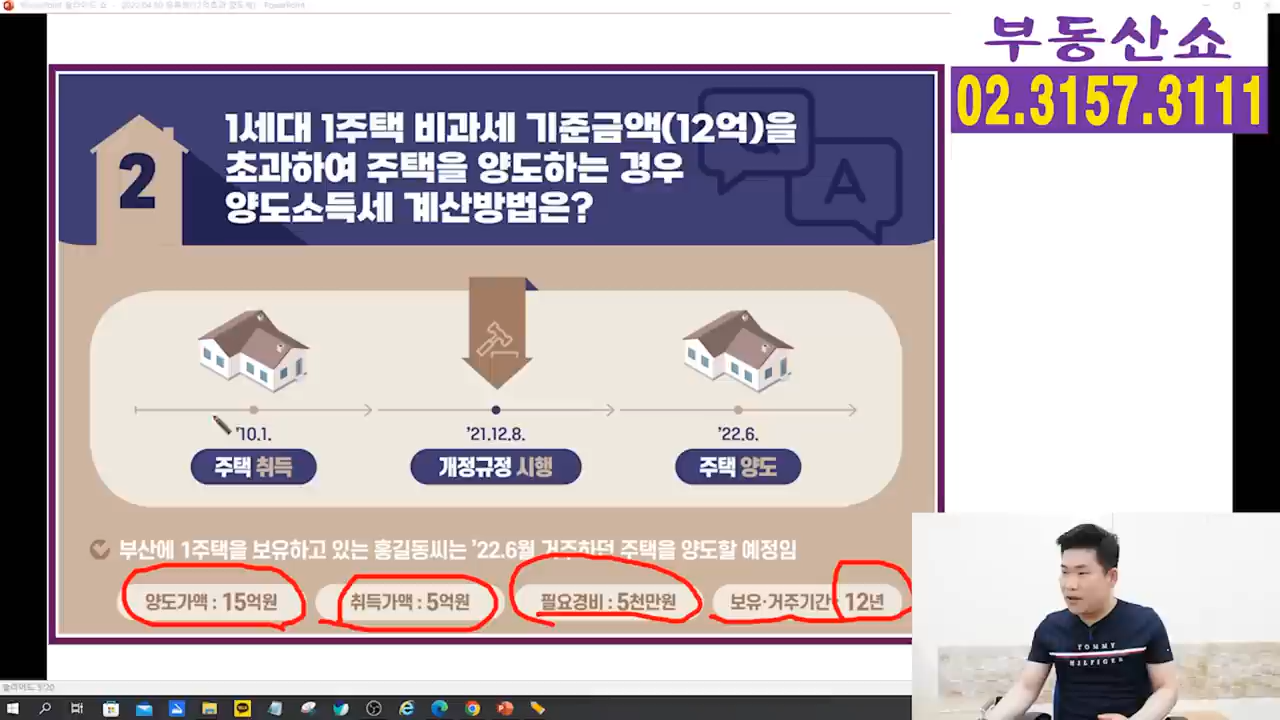 부동산쇼
02.3157.3111
2
1세대 1주택 비과세 기준금액(12억)을
초과하여 주택을 양도하는 경우
양도소득세 계산방법은?
A
'10.1.
'21.12.8.
'22.6.
주택 취득
개정규정 시행
주택 양도
부산에 1주택을 보유하고 있는 홍길동씨는 '22.6월 거주하던 주택을 양도할 예정임
양도가액 : 15억원
취득가액 : 5억원
필요경비 : 5천만원
보유·거주기간 : 12년
TOMMY
HILFIGER